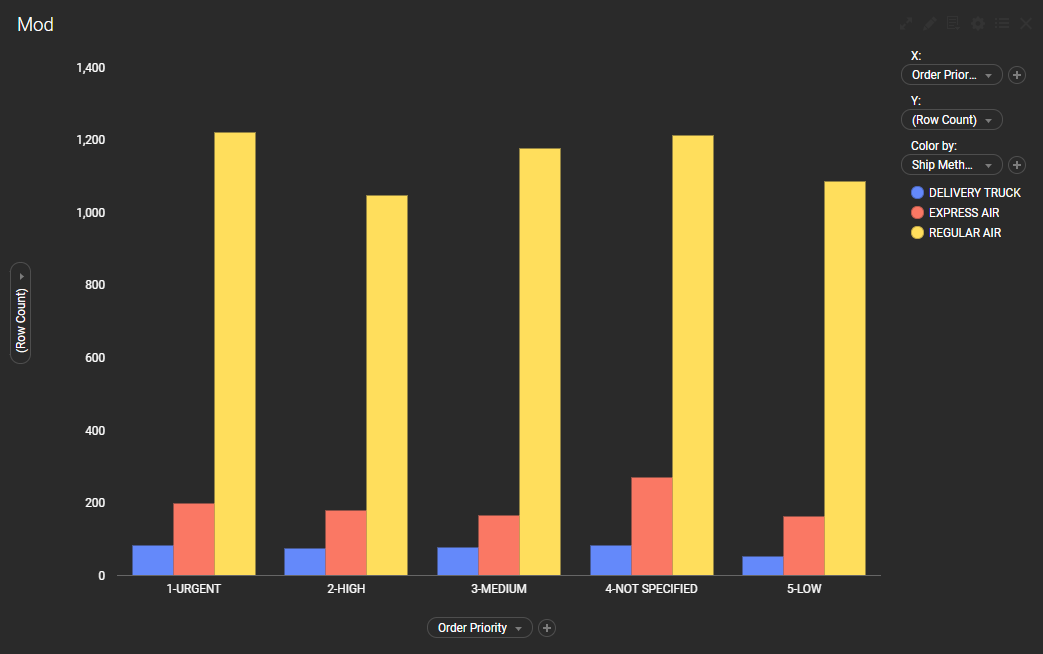 Mod
X:
Order Prior...
Y:
(Row Count)
Color by:
Ship Meth...
DELIVERY TRUCK
EXPRESS AIR
REGULAR AIR
1,400
1,200
1,000
800
600
400
200
0
(Row Count)
1-URGENT 2-HIGH 3-MEDIUM 4-NOT SPECIFIED 5-LOW
Order Priority